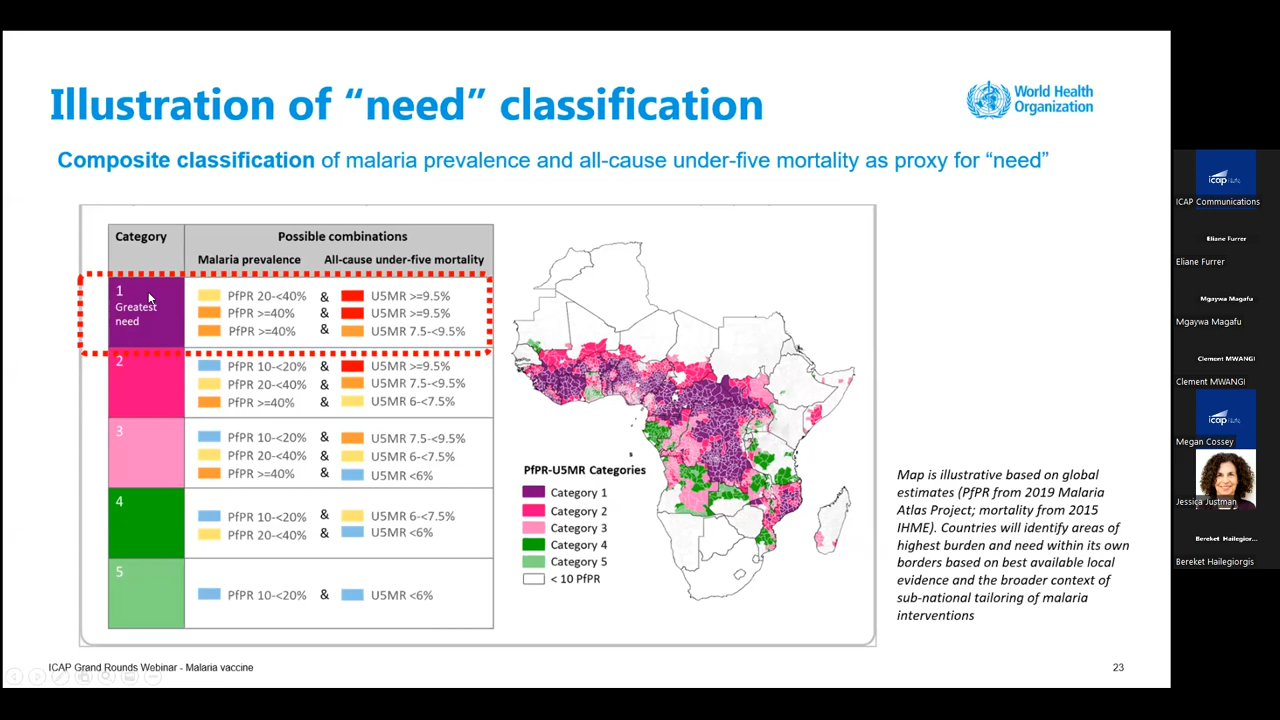 Illustration of “need” classification
World Health
Organization
Composite classification of malaria prevalence and all-cause under-five mortality as proxy for “need”
Category
Possible combinations
Malaria prevalence
All-cause under-five mortality
1
Greatest
need
PfPR 20-<40% & U5MR >=9.5%
PfPR >=40% & U5MR >=9.5%
PfPR >=40% & U5MR 7.5-<9.5%
2
PfPR 10-<20% & U5MR >=9.5%
PfPR 20-<40% & U5MR 7.5-<9.5%
PfPR >=40% & U5MR 6-<7.5%
3
PfPR 10-<20% & U5MR 7.5-<9.5%
PfPR 20-<40% & U5MR 6-<7.5%
PfPR >=40% & U5MR <6%
4
PfPR 10-<20% & U5MR 6-<7.5%
PfPR 20-<40% & U5MR <6%
5
PfPR 10-<20% & U5MR <6%
PfPR-U5MR Categories
Category 1
Category 2
Category 3
Category 4
Category 5
< 10 PfPR
Map is illustrative based on global
estimates (PfPR from 2019 Malaria
Atlas Project; mortality from 2015
IHME). Countries will identify areas of
highest burden and need within its own
borders based on best available local
evidence and the broader context of
sub-national tailoring of malaria
interventions
ICAP Grand Rounds Webinar - Malaria vaccine
23
icap
ICAP Communications
Eliane Furrer
Eliane Furrer
Mgaywa Magafu
Mgaywa Magafu
Clement MWANGI
Clement MWANGI
icap
Megan Cossey
Jessica Justman
Bereket Hailegior...
Bereket Hailegiorgis